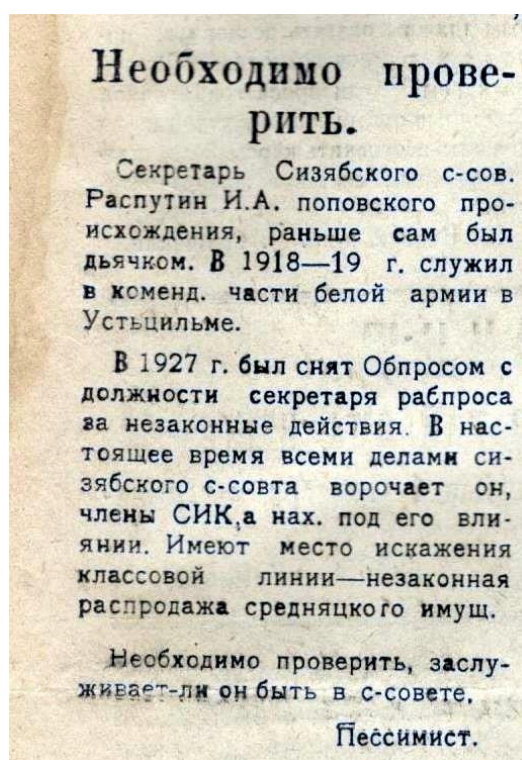 Необходимо прове-
рить.
Секретарь Сизябского с-сов.
Распутин И.А. поповского про-
исхождения, раньше сам был
дьячком. В 1918—19 г. служил
в коменд. части белой армии в
Устьцильме.
В 1927 г. был снят Обпросом с
должности секретаря рабпроса
за незаконные действия. В нас-
тоящее время всеми делами си-
зябского с-совта ворочает он,
члены СИК,а нах. под его вли-
янии. Имеют место искажения
классовой линии—незаконная
распродажа средняцкого имущ.
Необходимо проверить, заслу-
живает-ли он быть в с-совете.
Пессимист.